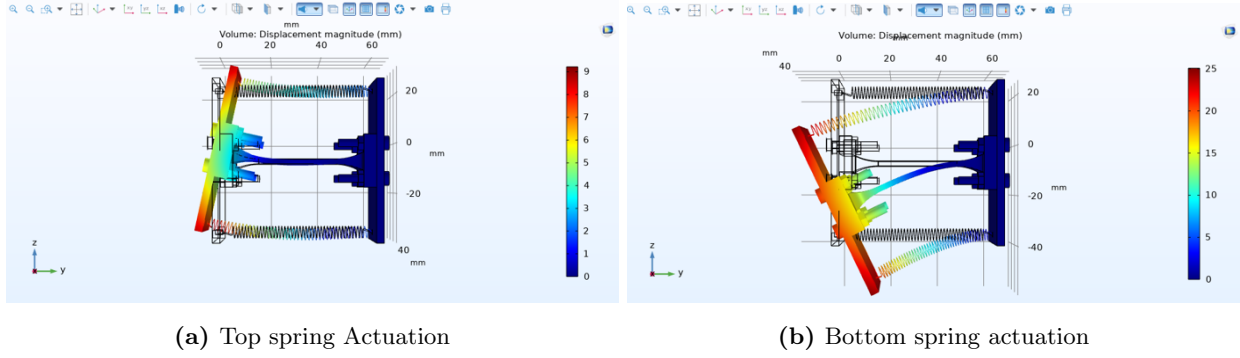 mm
Volume: Displacement magnitude (mm)
0 20 40 60
20
0
mm
-20
40
mm
9
8
7
6
5
4
3
2
1
0
z
y
(a) Top spring Actuation
mm
Volume: Displacement magnitude (mm)
mm
40
0 20 40 60
20
0
-20
mm
-40
25
20
15
10
5
0
z
y
(b) Bottom spring actuation